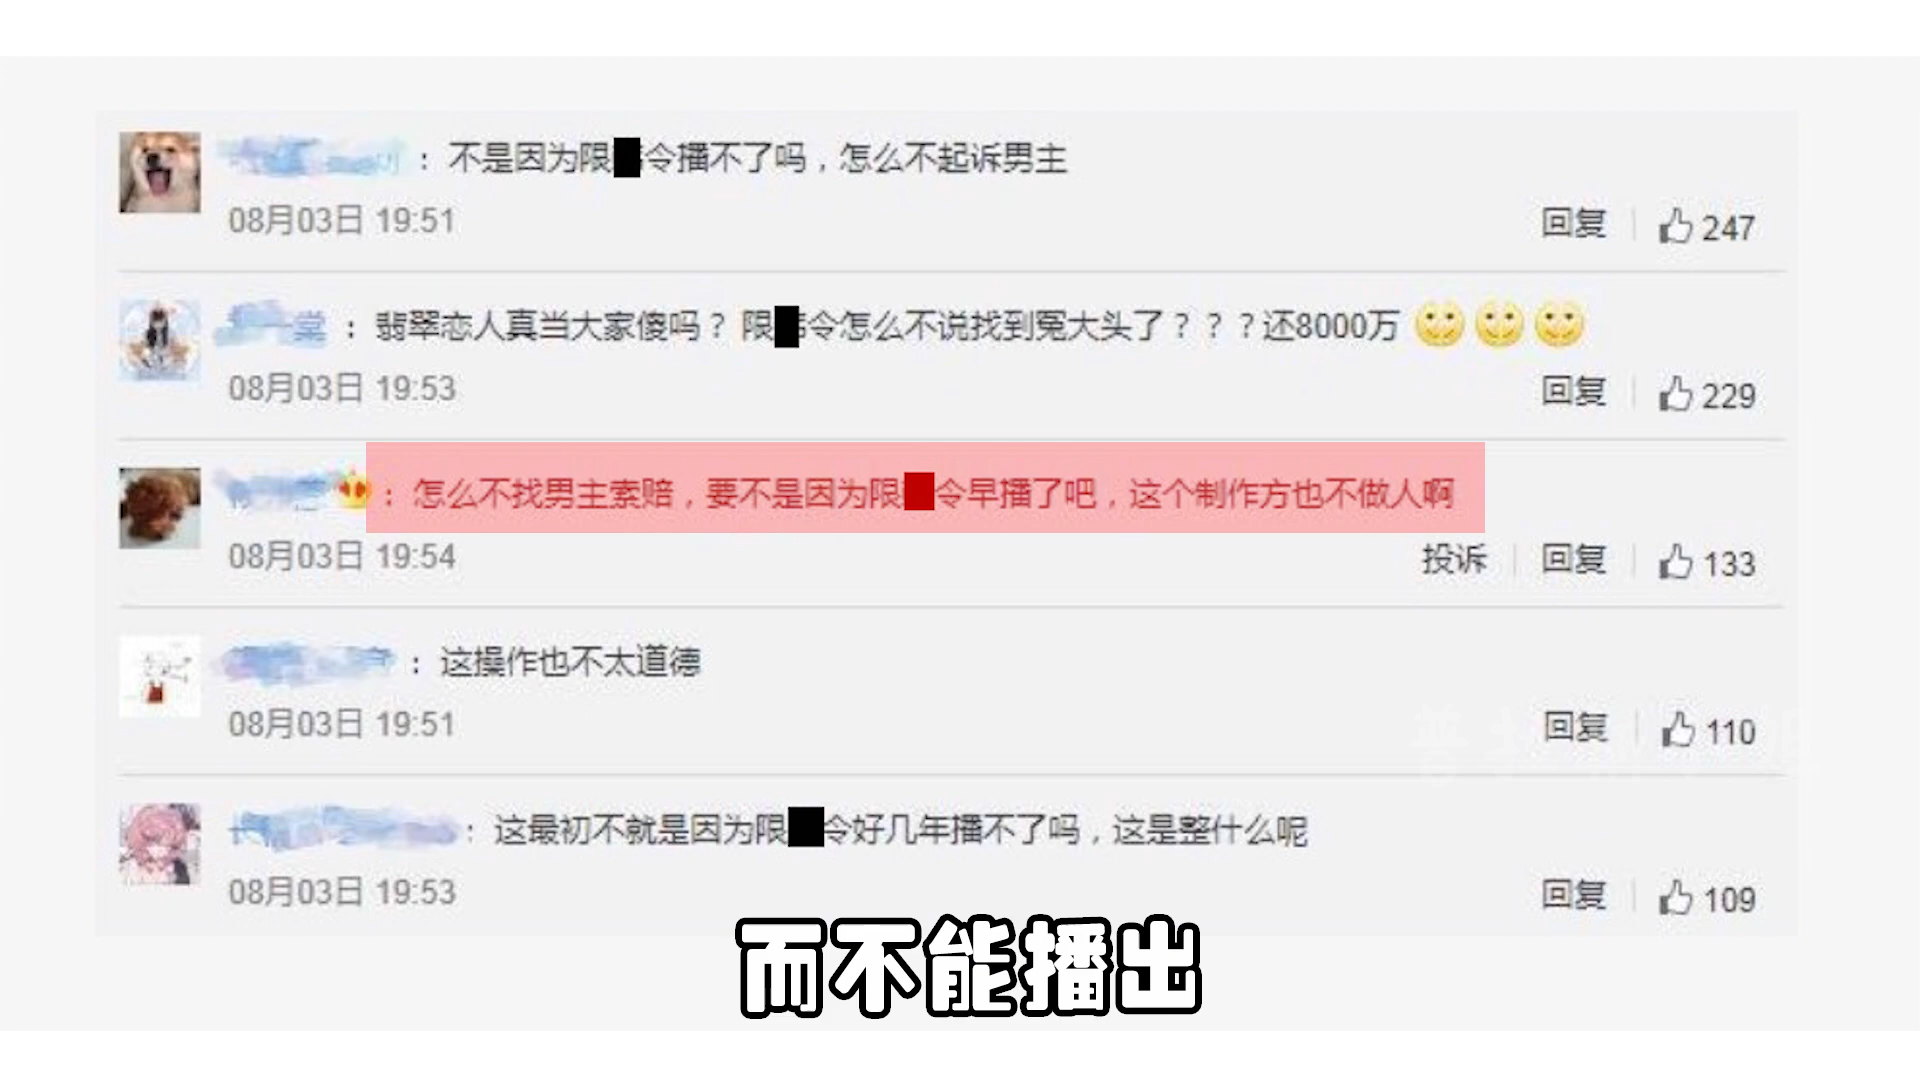 ：不是因为限令播不了吗，怎么不起诉男主
08月03日 19:51
回复 247
棠：翡翠恋人真当大家傻吗？限令怎么不说找到冤大头了？？？还8000万
08月03日 19:53
回复 229
：怎么不找男主索赔，要不是因为限令早播了吧，这个制作方也不做人啊
08月03日 19:54
投诉 回复 133
：这操作也不太道德
08月03日 19:51
回复 110
：这最初不就是因为限令好几年播不了吗，这是整什么呢
08月03日 19:53
回复 109
而不能播出